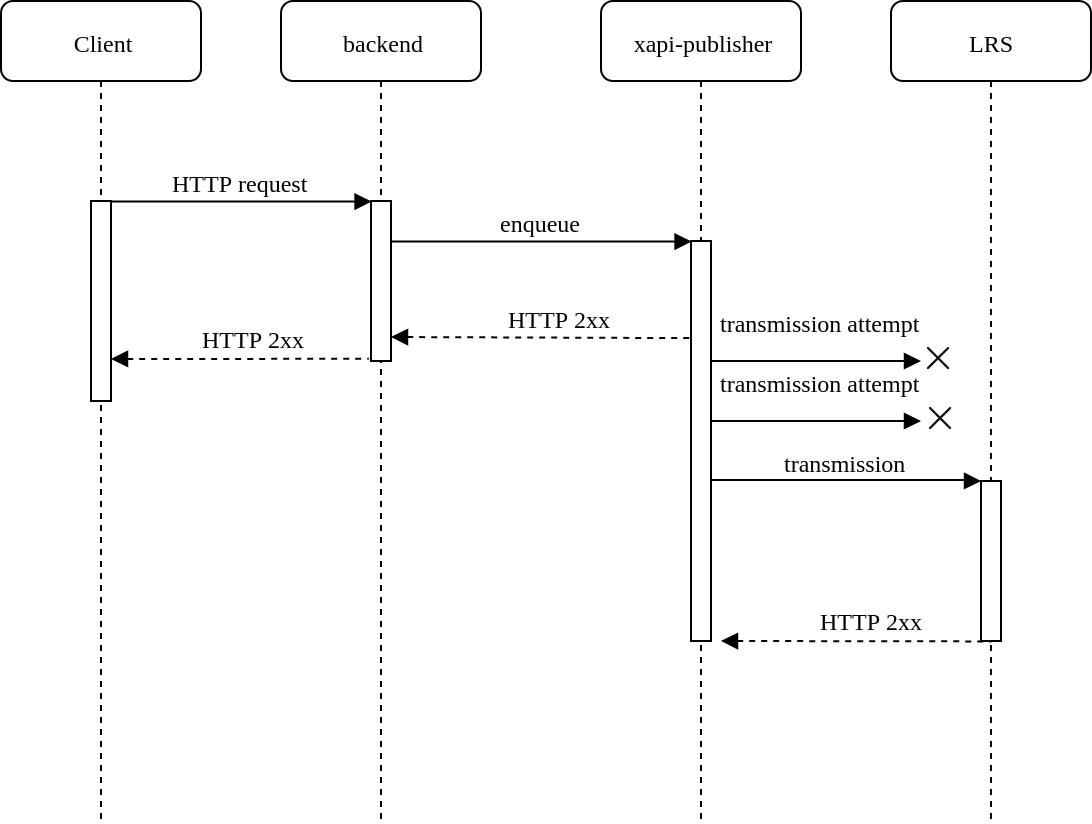 Client
backend
xapi-publisher
LRS
HTTP request
enqueue
HTTP 2xx
transmission attempt
HTTP 2xx
transmission attempt
transmission
HTTP 2xx